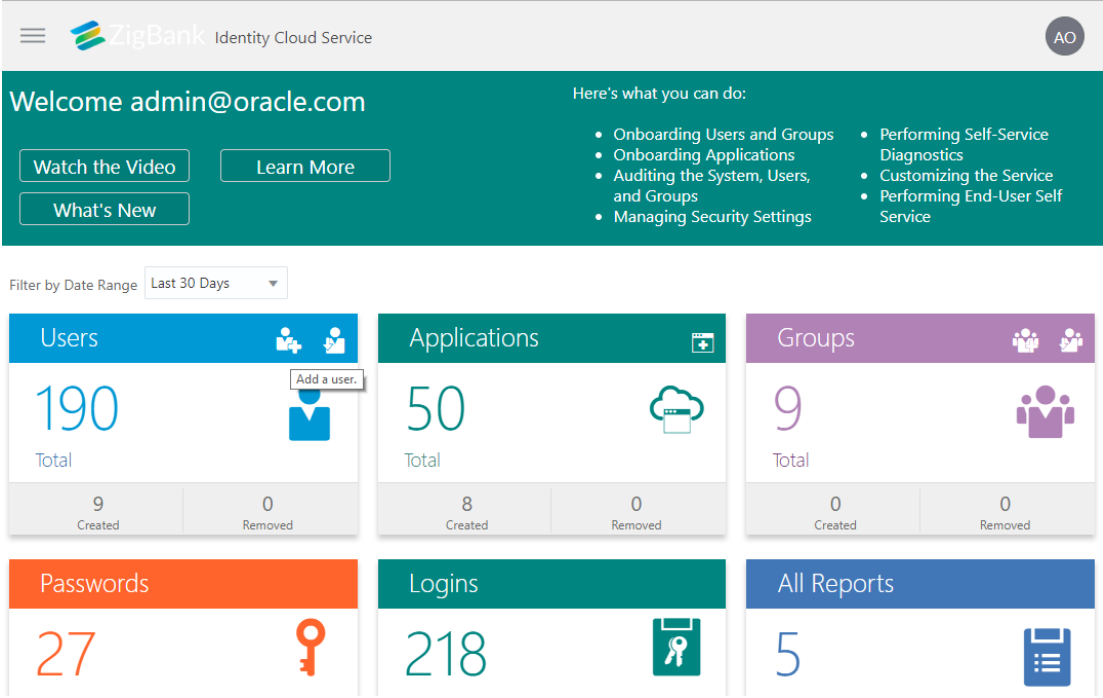 ZigBank Identity Cloud Service
AO
Welcome admin@oracle.com
Watch the Video
Learn More
What's New
Here's what you can do:
• Onboarding Users and Groups
• Onboarding Applications
• Auditing the System, Users,
and Groups
• Managing Security Settings
• Performing Self-Service
Diagnostics
• Customizing the Service
• Performing End-User Self
Service
Filter by Date Range Last 30 Days
Users
Add a user.
190
Total
9
Created
0
Removed
Applications
50
Total
8
Created
0
Removed
Groups
9
Total
0
Created
0
Removed
Passwords
27
Logins
218
All Reports
5